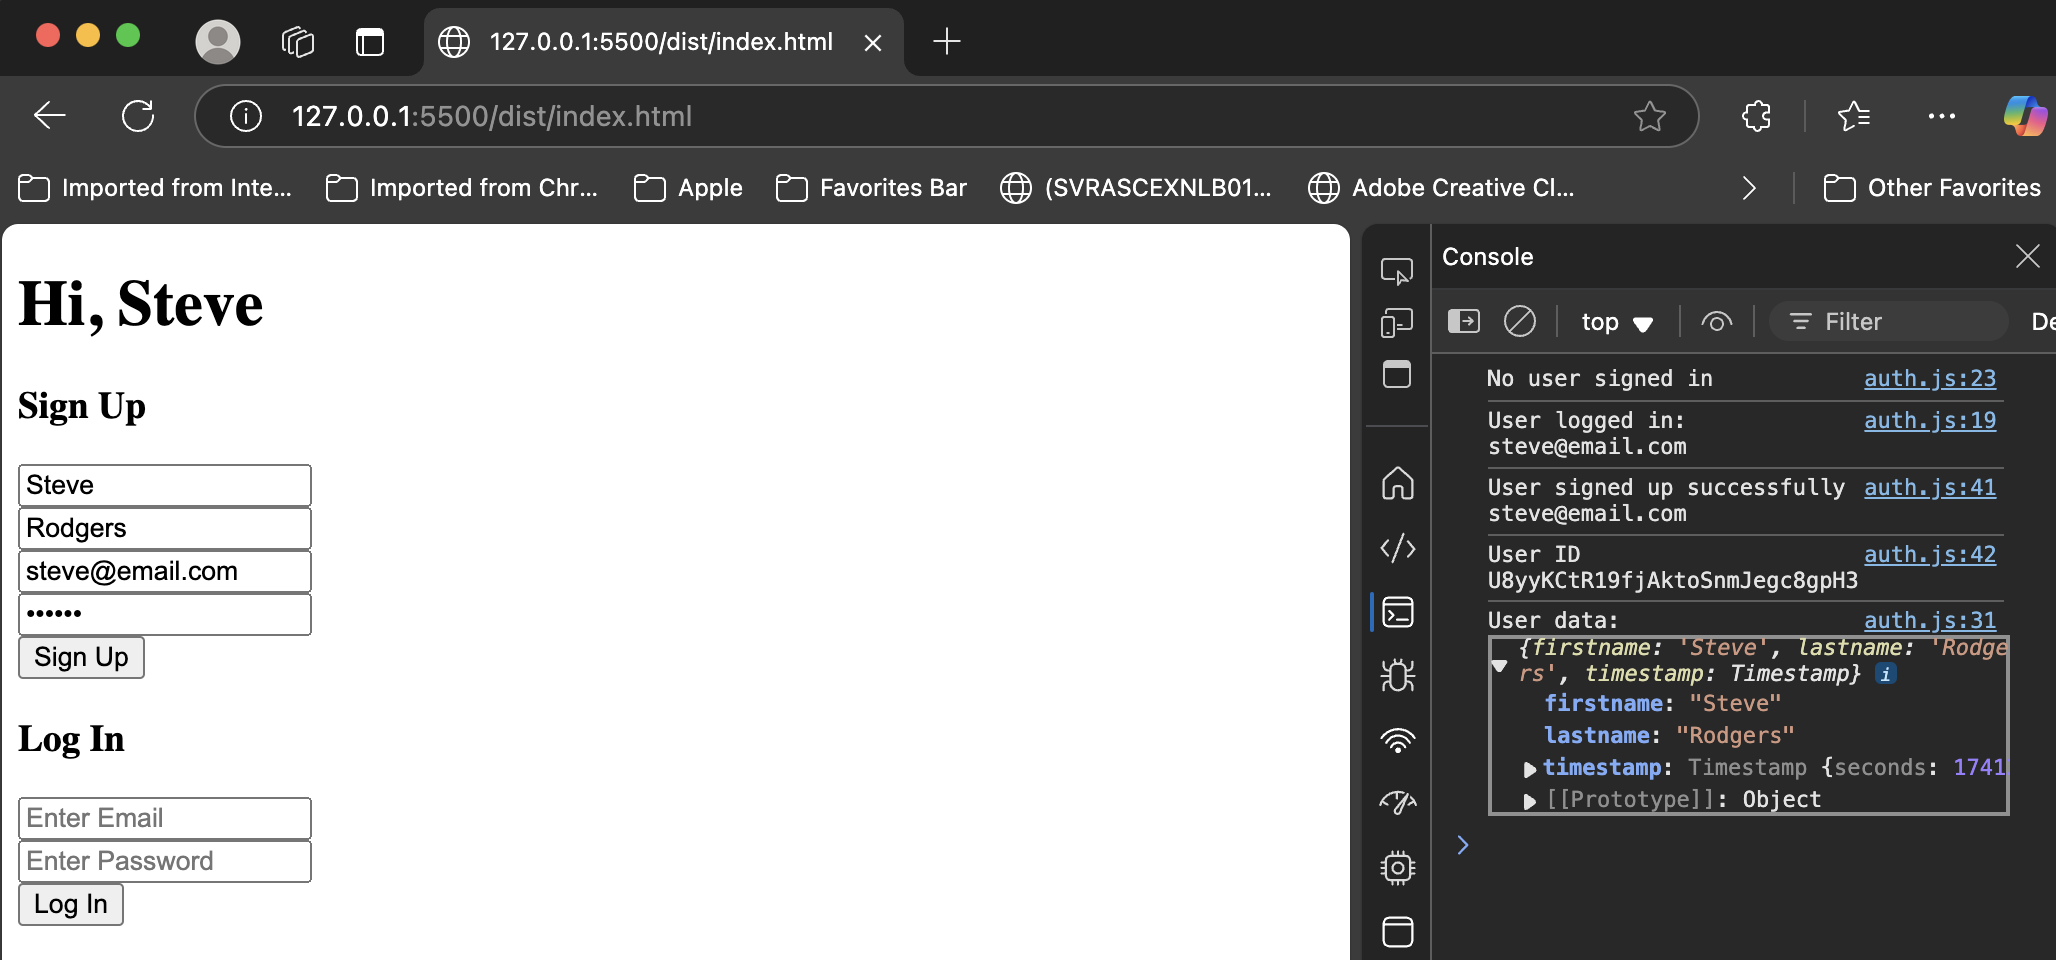 127.0.0.1:5500/dist/index.html
127.0.0.1:5500/dist/index.html
Imported from Inte... Imported from Chr... Apple Favorites Bar (SVRASCEXNLB01... Adobe Creative Cl... Other Favorites
Hi, Steve
Sign Up
Steve
Rodgers
steve@email.com
••••••
Sign Up
Log In
Enter Email
Enter Password
Log In
Console
top Filter De
No user signed in auth.js:23
User logged in: auth.js:19
steve@email.com
User signed up successfully auth.js:41
steve@email.com
User ID auth.js:42
U8yyKCtR19fjAktoSnmJegc8gpH3
User data: auth.js:31
{firstname: 'Steve', lastname: 'Rodge
rs', timestamp: Timestamp} i
firstname: "Steve"
lastname: "Rodgers"
timestamp: Timestamp {seconds: 1741
[[Prototype]]: Object